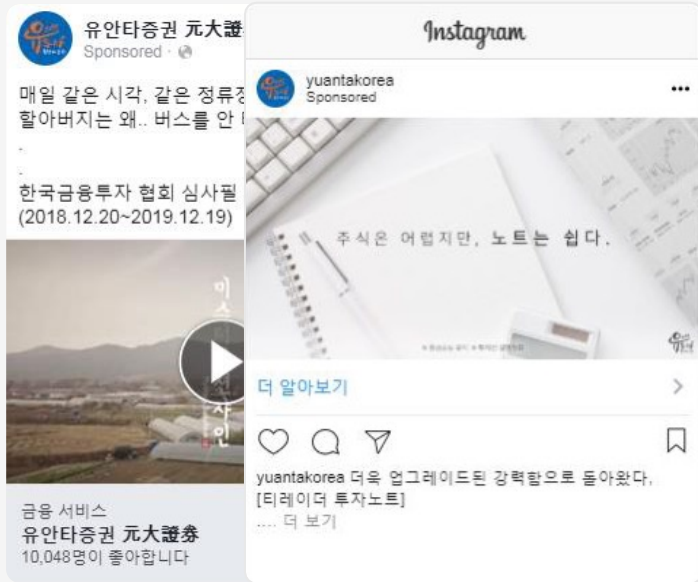 유안타증권 元大證
Sponsored ·
매일 같은 시각, 같은 정류장
할아버지는 왜.. 버스를 안
.
.
한국금융투자 협회 심사필
(2018.12.20~2019.12.19)
금융 서비스
유안타증권 元大證券
10,048명이 좋아합니다
Instagram
yuantakorea
Sponsored
주식은 어렵지만, 노트는 쉽다.
더 알아보기
yuantakorea 더욱 업그레이드된 강력함으로 돌아왔다.
[티레이더 투자노트]
.... 더 보기